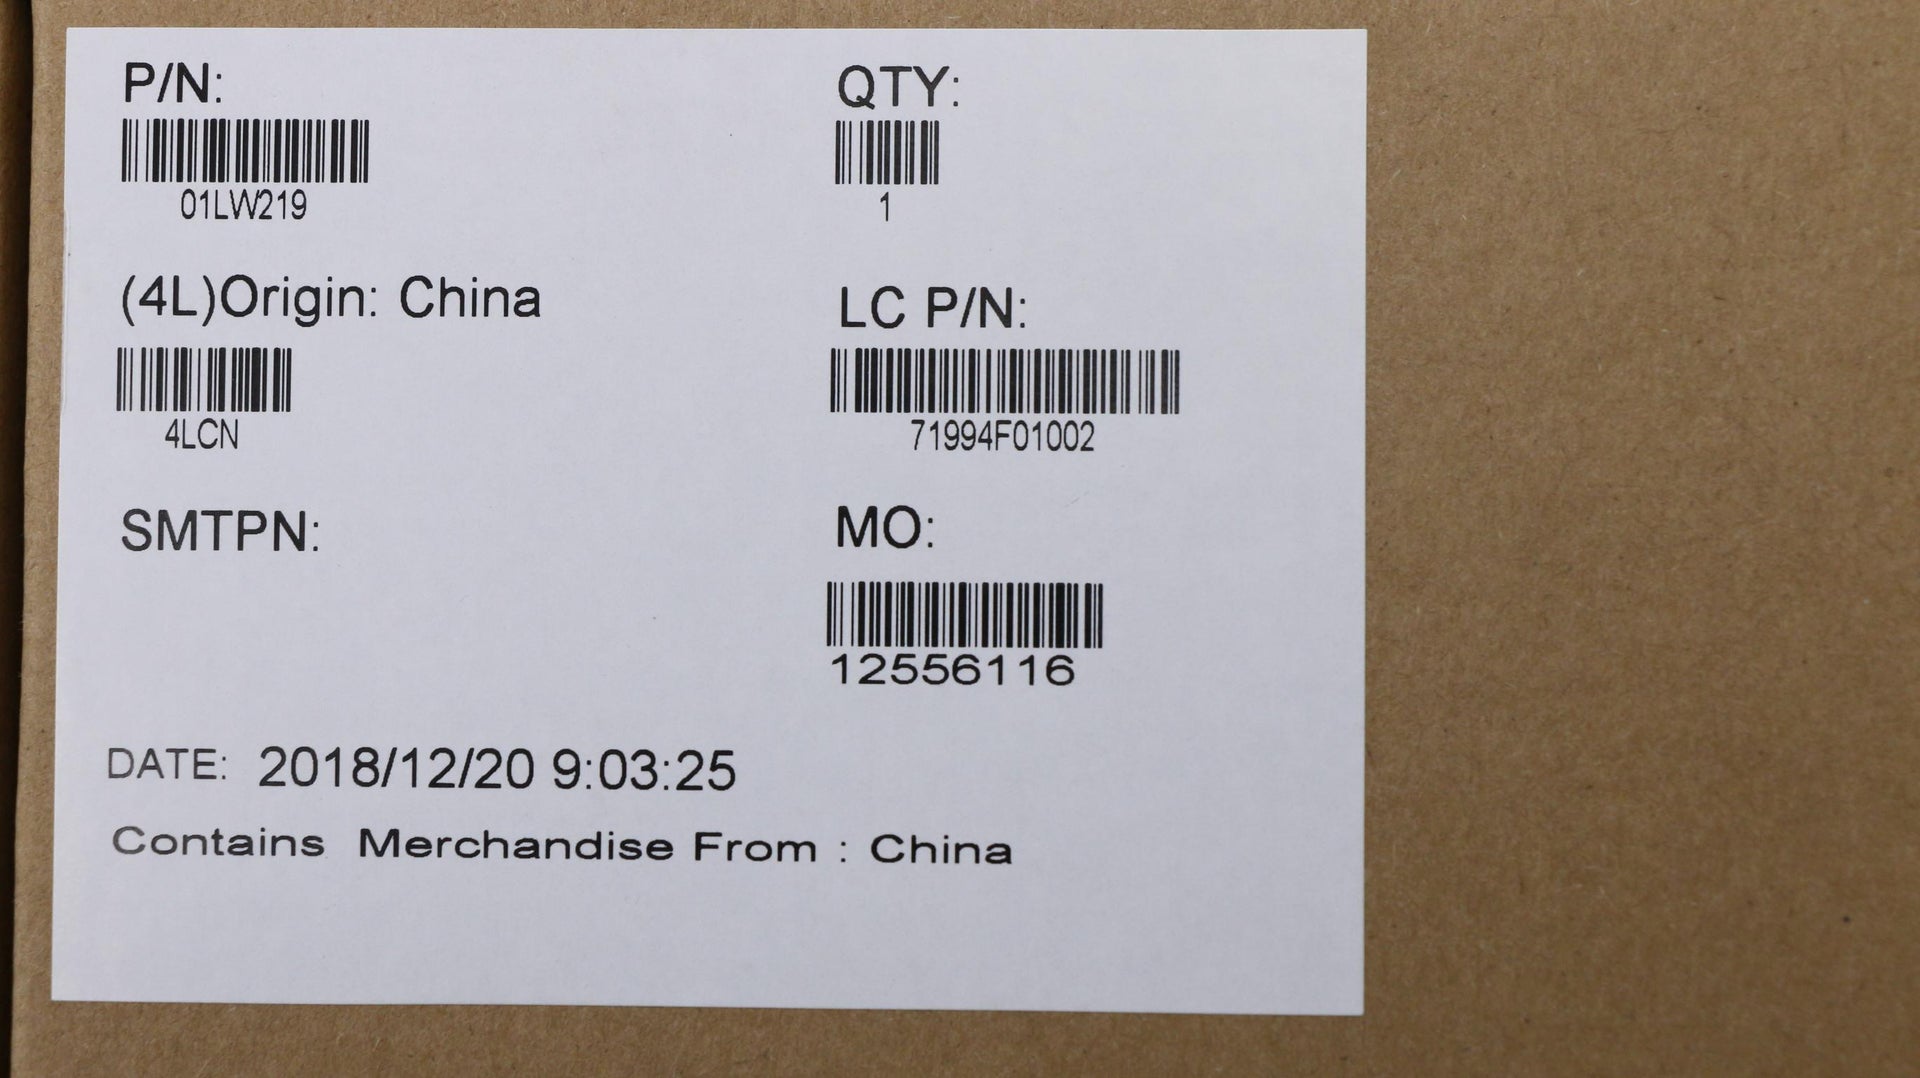 P/N:
01LW219
QTY:
1
(4L)Origin: China
4LCN
LC P/N:
71994F01002
SMTPN:
MO:
12556116
DATE: 2018/12/20 9:03:25
Contains Merchandise From : China